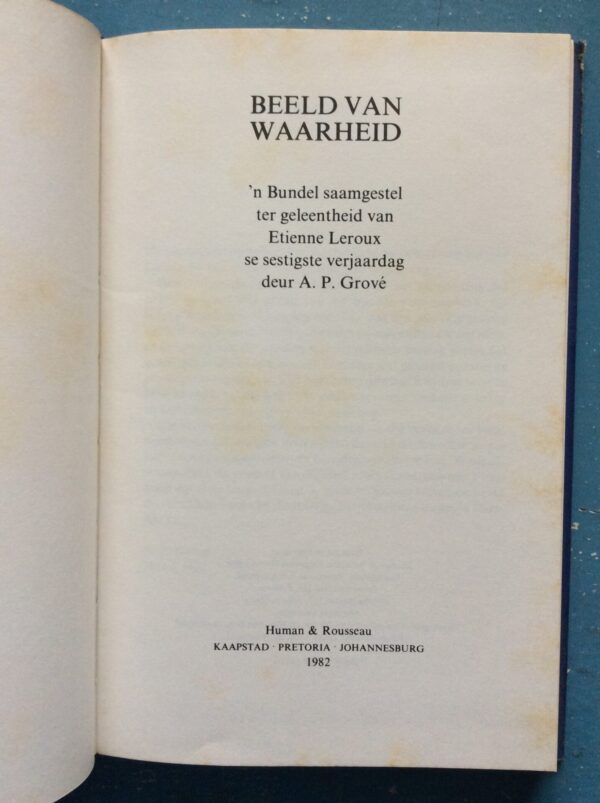 BEELD VAN
WAARHEID
'n Bundel saamgestel
ter geleentheid van
Etienne Leroux
se sestigste verjaardag
deur A. P. Grové
Human & Rousseau
KAAPSTAD · PRETORIA · JOHANNESBURG
1982